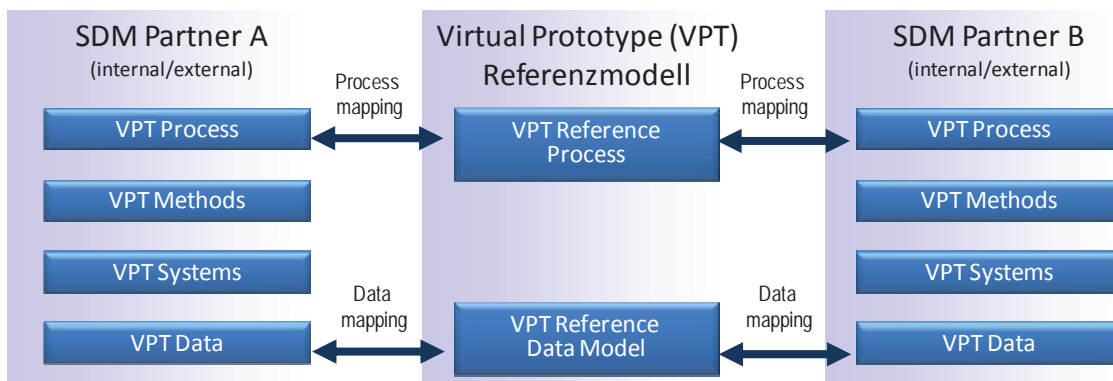 SDM Partner A
(internal/external)
VPT Process
VPT Methods
VPT Systems
VPT Data
Process
mapping
Data
mapping
Virtual Prototype (VPT)
Referenzmodell
VPT Reference
Process
VPT Reference
Data Model
Process
mapping
Data
mapping
SDM Partner B
(internal/external)
VPT Process
VPT Methods
VPT Systems
VPT Data